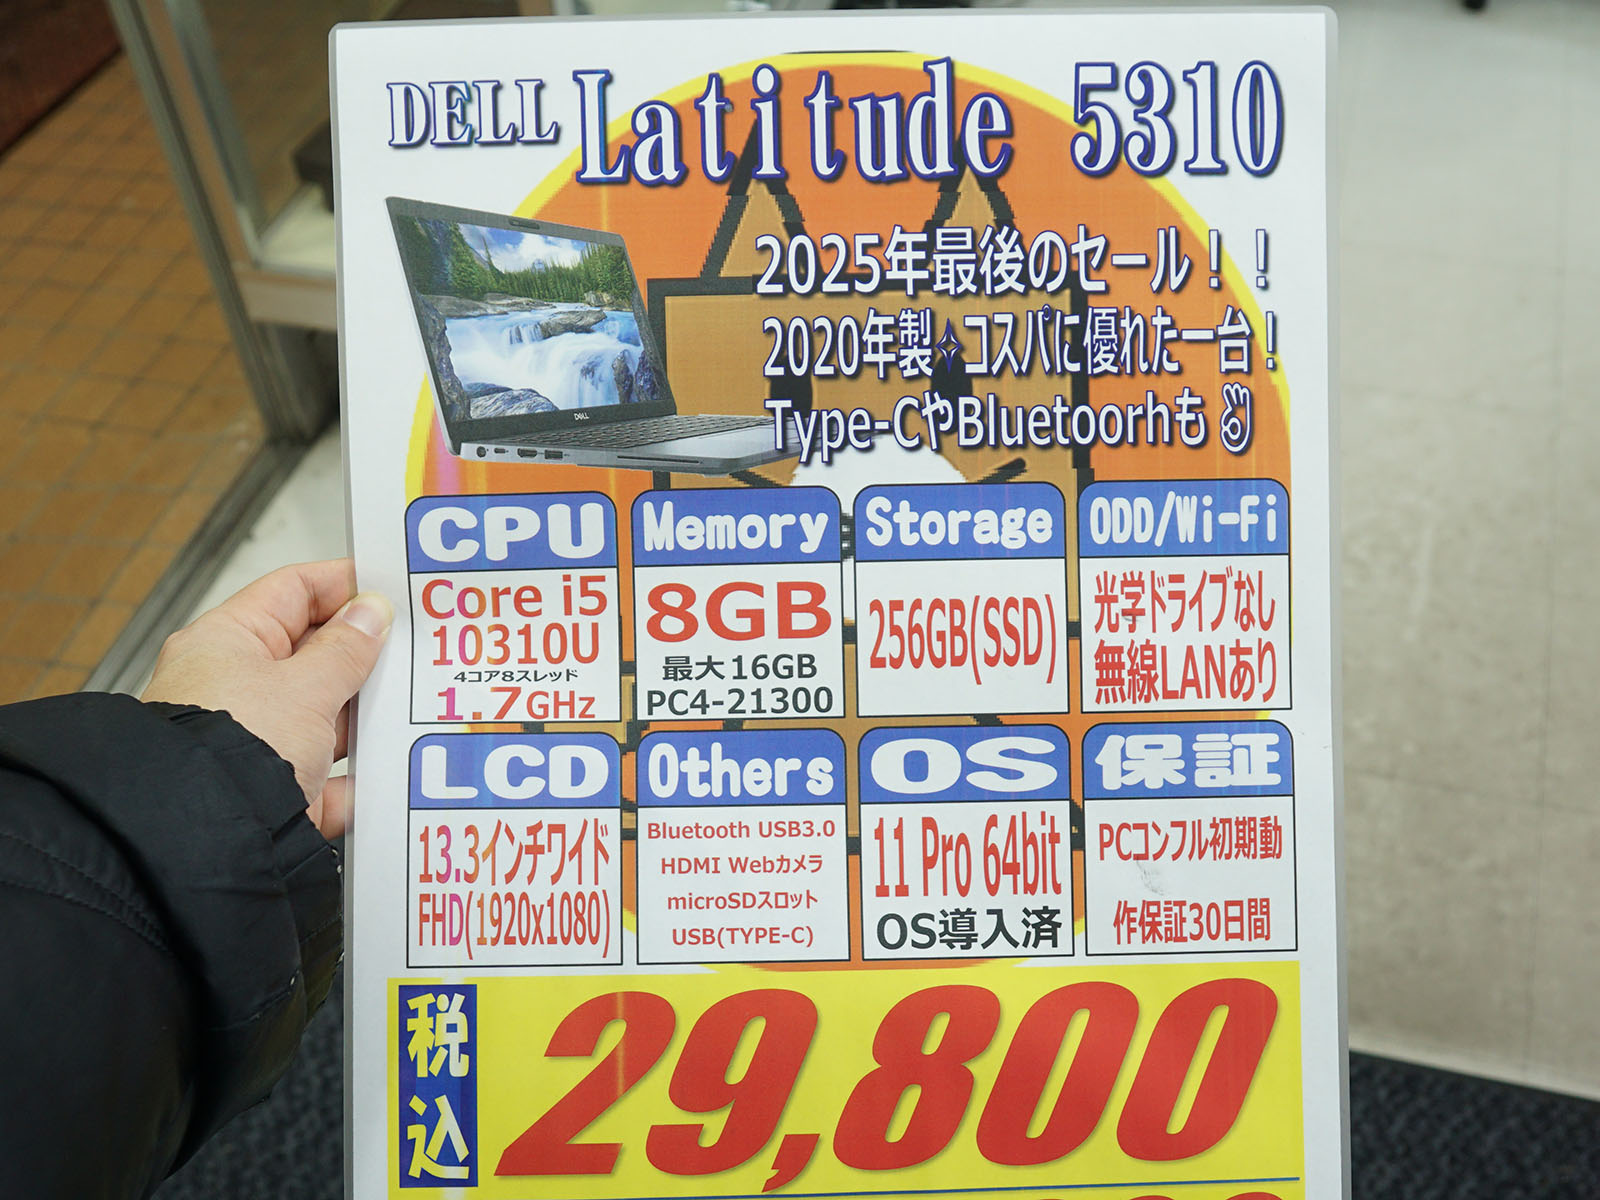 DELL Latitude 5310
2025年最後のセール！！
2020年製✧コスパに優れた一台！
Type-CやBluetoorhも👌
DELL
CPU
Core i5
10310U
4コア8スレッド
1.7GHz
Memory
8GB
最大16GB
PC4-21300
Storage
256GB(SSD)
ODD/Wi-Fi
光学ドライブなし
無線LANあり
LCD
13.3インチワイド
FHD(1920x1080)
Others
Bluetooth USB3.0
HDMI Webカメラ
microSDスロット
USB(TYPE-C)
OS
11 Pro 64bit
OS導入済
保証
PCコンフル初期動
作保証30日間
税込
29,800